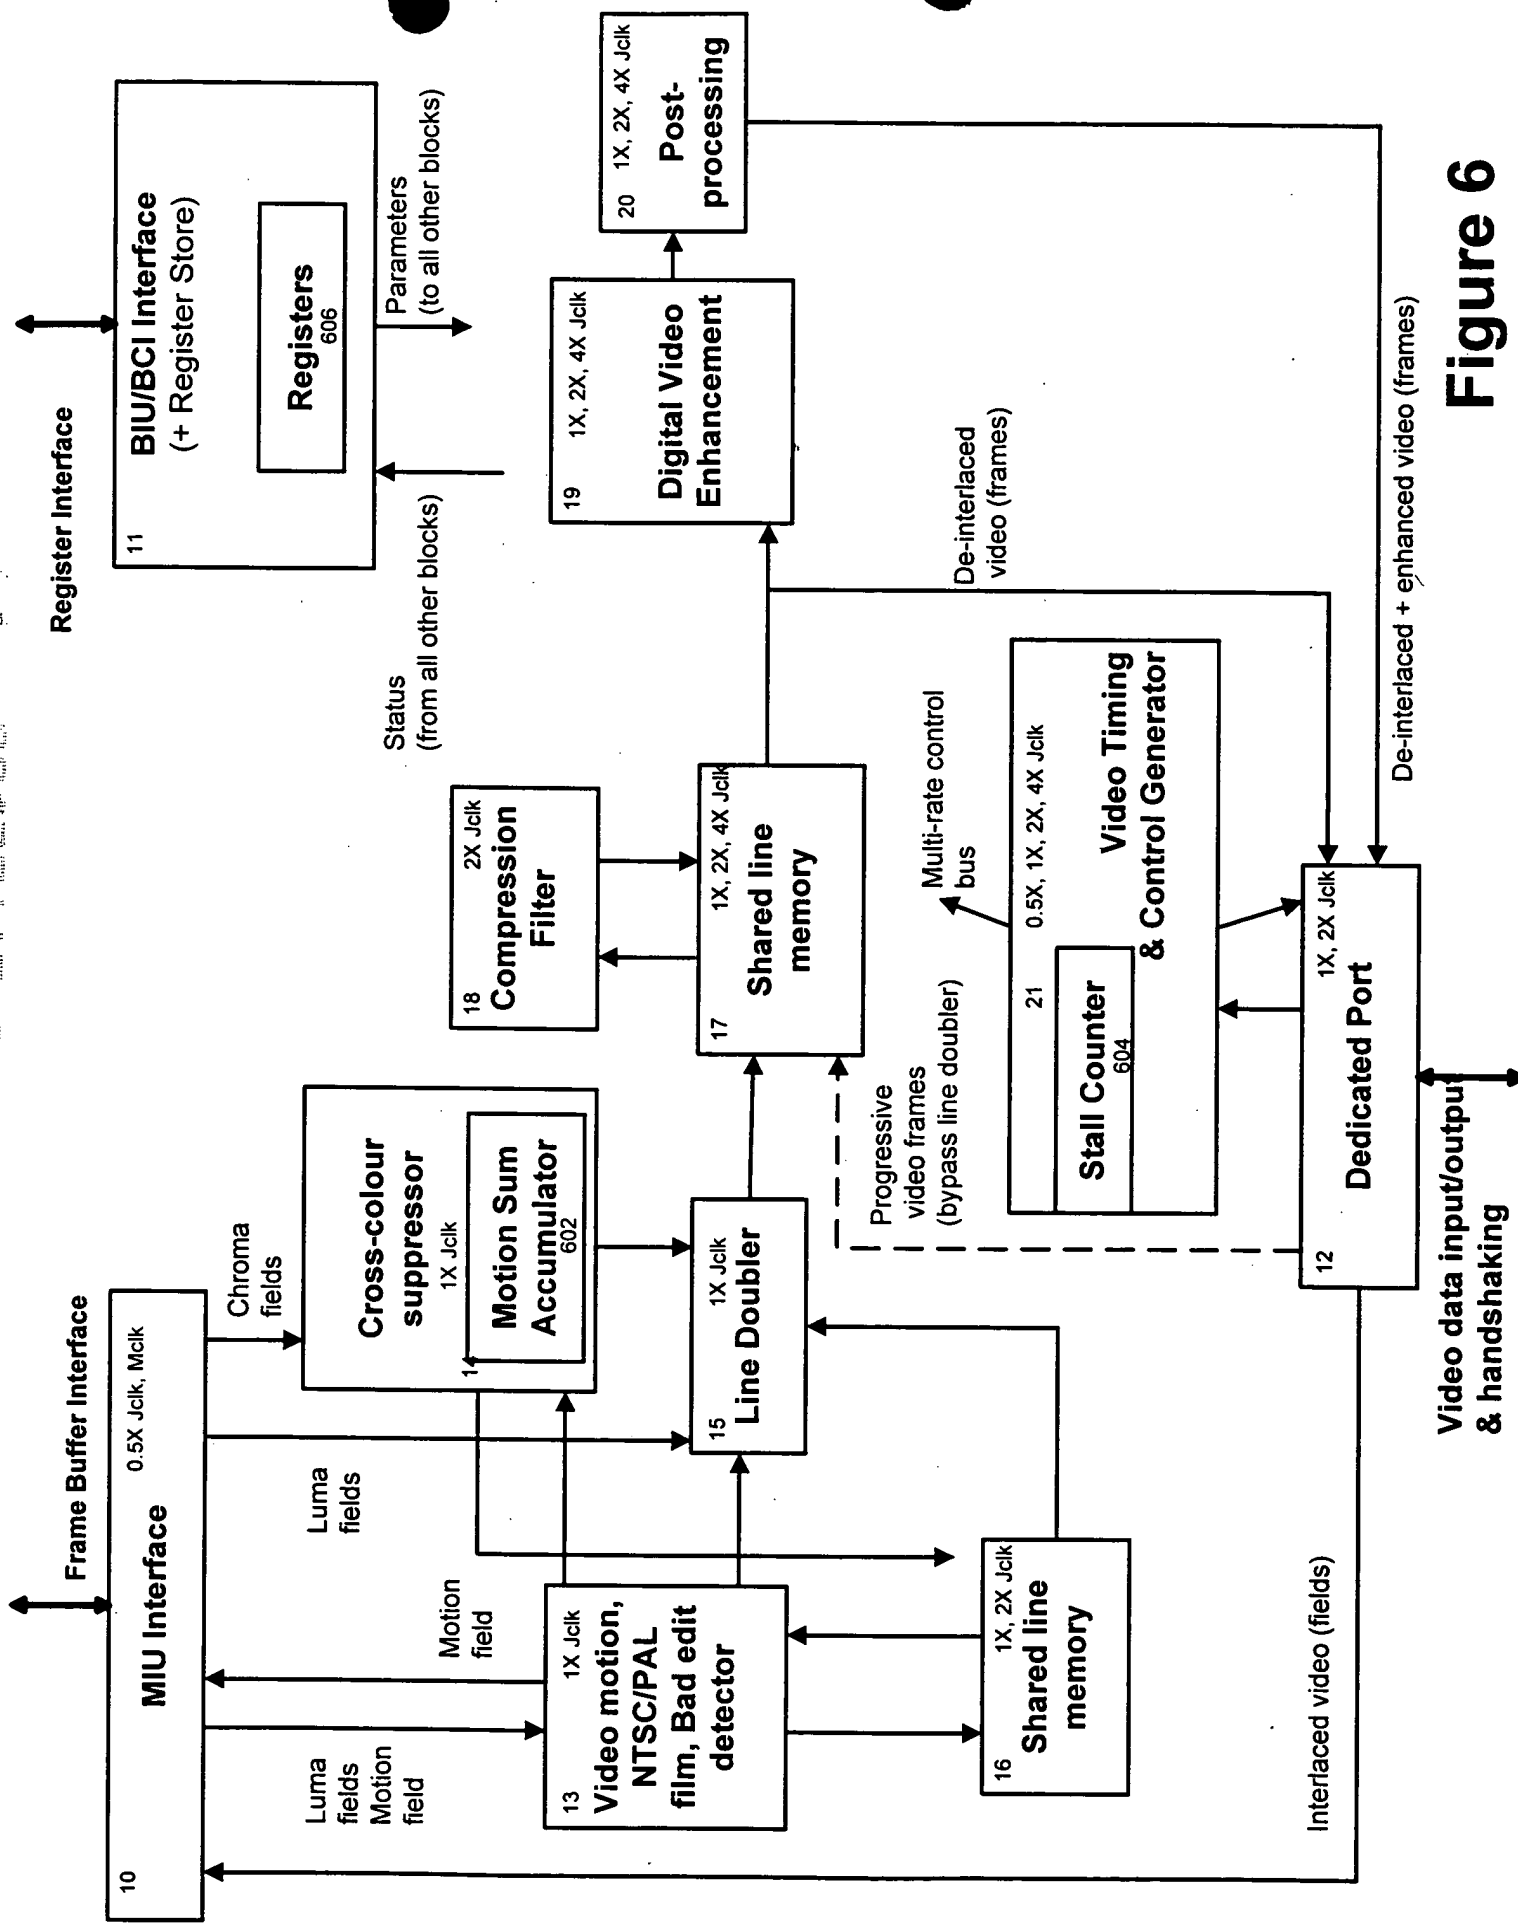 Frame Buffer Interface
10
MIU Interface
0.5X Jclk, Mclk
Register Interface
11
BIU/BCI Interface
(+ Register Store)
Registers
606
Status
(from all other blocks)
Parameters
(to all other blocks)
Luma
fields
Motion
field
Motion
field
Luma
fields
Chroma
fields
Cross-colour
suppressor
1X Jclk
14
Motion Sum
Accumulator
602
13
1X Jclk
Video motion,
NTSC/PAL
film, Bad edit
detector
15
1X Jclk
Line Doubler
18
2X Jclk
Compression
Filter
17
1X, 2X, 4X Jclk
Shared line
memory
19
1X, 2X, 4X Jclk
Digital Video
Enhancement
20
1X, 2X, 4X Jclk
Post-
processing
16
1X, 2X Jclk
Shared line
memory
Progressive
video frames
(bypass line doubler)
Multi-rate control
bus
De-interlaced
video (frames)
21
0.5X, 1X, 2X, 4X Jclk
Stall Counter
604
Video Timing
& Control Generator
Interlaced video (fields)
12
1X, 2X Jclk
Dedicated Port
De-interlaced + enhanced video (frames)
Video data input/output
& handshaking
Figure 6